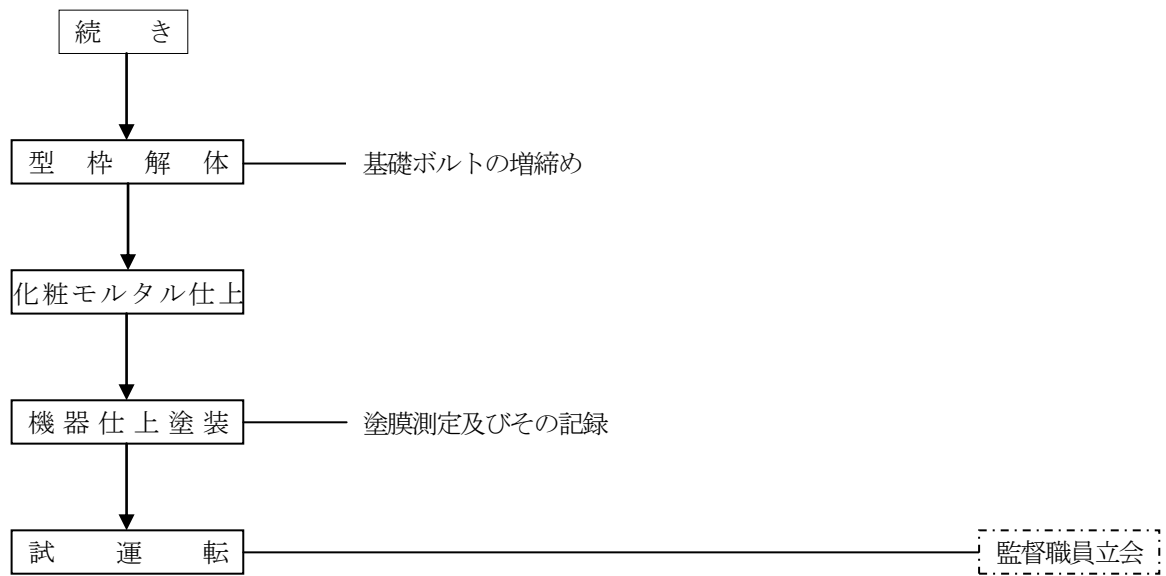 続き
型枠解体
基礎ボルトの増締め
化粧モルタル仕上
機器仕上塗装
塗膜測定及びその記録
試運転
監督職員立会